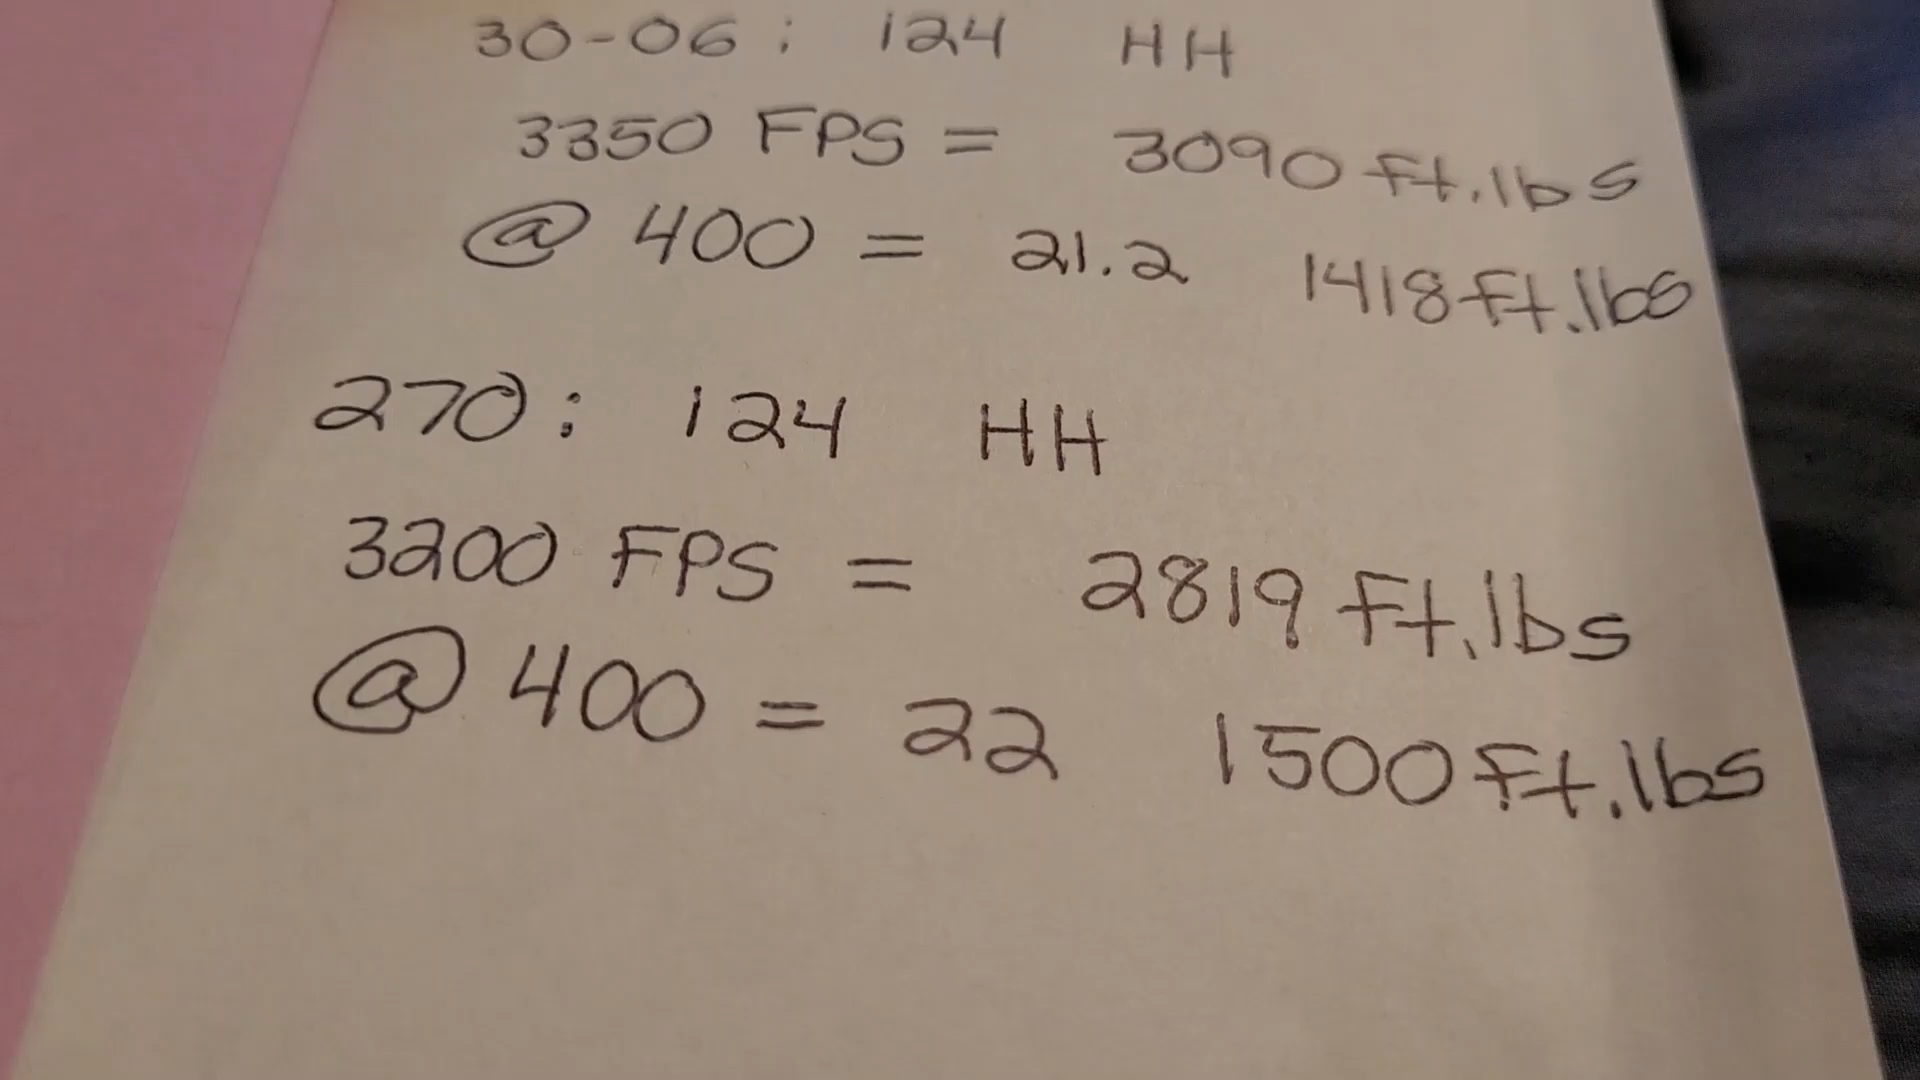 30-06: 124 HH
3350 FPS = 3090 ft.lbs
@ 400 = 21.2 1418 ft.lbs
270: 124 HH
3200 FPS = 2819 ft.lbs
@ 400 = 22 1500 ft.lbs